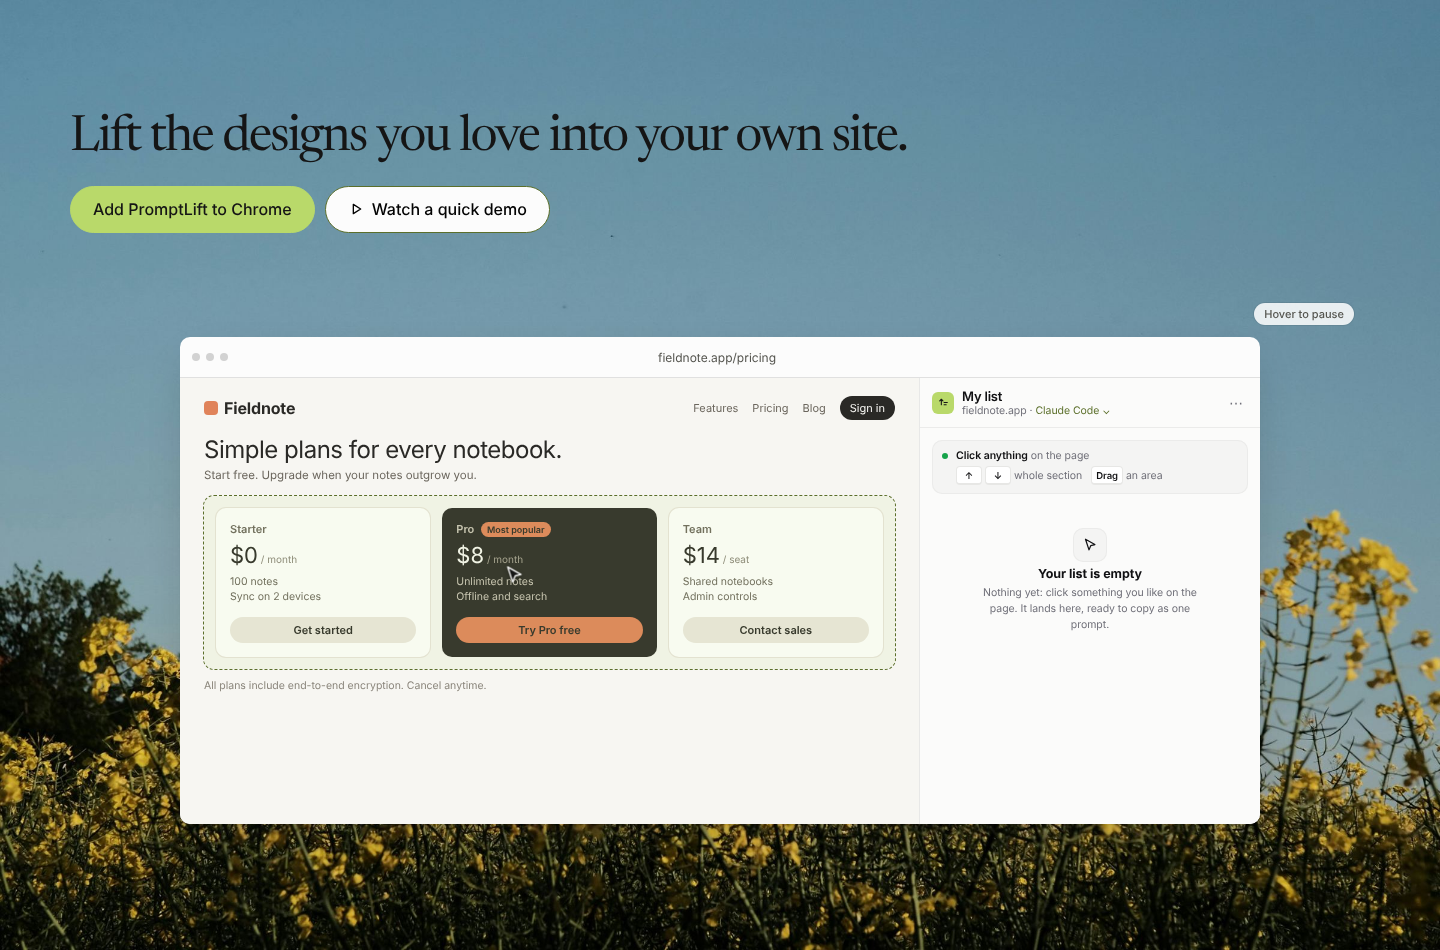 Lift the designs you love into your own site.
Add PromptLift to Chrome
Watch a quick demo
Hover to pause
fieldnote.app/pricing
Fieldnote
Features
Pricing
Blog
Sign in
Simple plans for every notebook.
Start free. Upgrade when your notes outgrow you.
Starter
$0 / month
100 notes
Sync on 2 devices
Get started
Pro
Most popular
$8 / month
Unlimited notes
Offline and search
Try Pro free
Team
$14 / seat
Shared notebooks
Admin controls
Contact sales
All plans include end-to-end encryption. Cancel anytime.
My list
fieldnote.app · Claude Code
Click anything on the page
↑ ↓ whole section Drag an area
Your list is empty
Nothing yet: click something you like on the
page. It lands here, ready to copy as one
prompt.